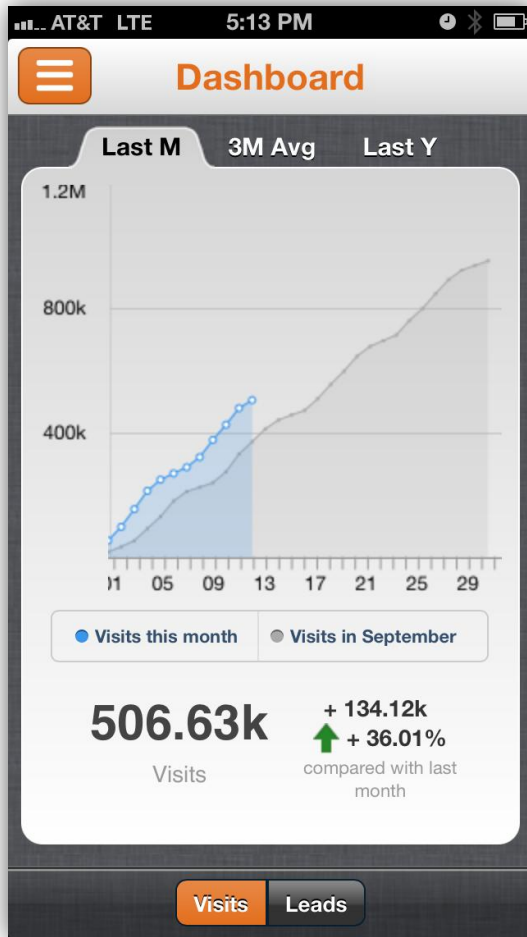 AT&T LTE 5:13 PM
Dashboard
Last M 3M Avg Last Y
1.2M
800k
400k
01 05 09 13 17 21 25 29
Visits this month Visits in September
506.63k
Visits
+ 134.12k
+ 36.01%
compared with last
month
Visits Leads